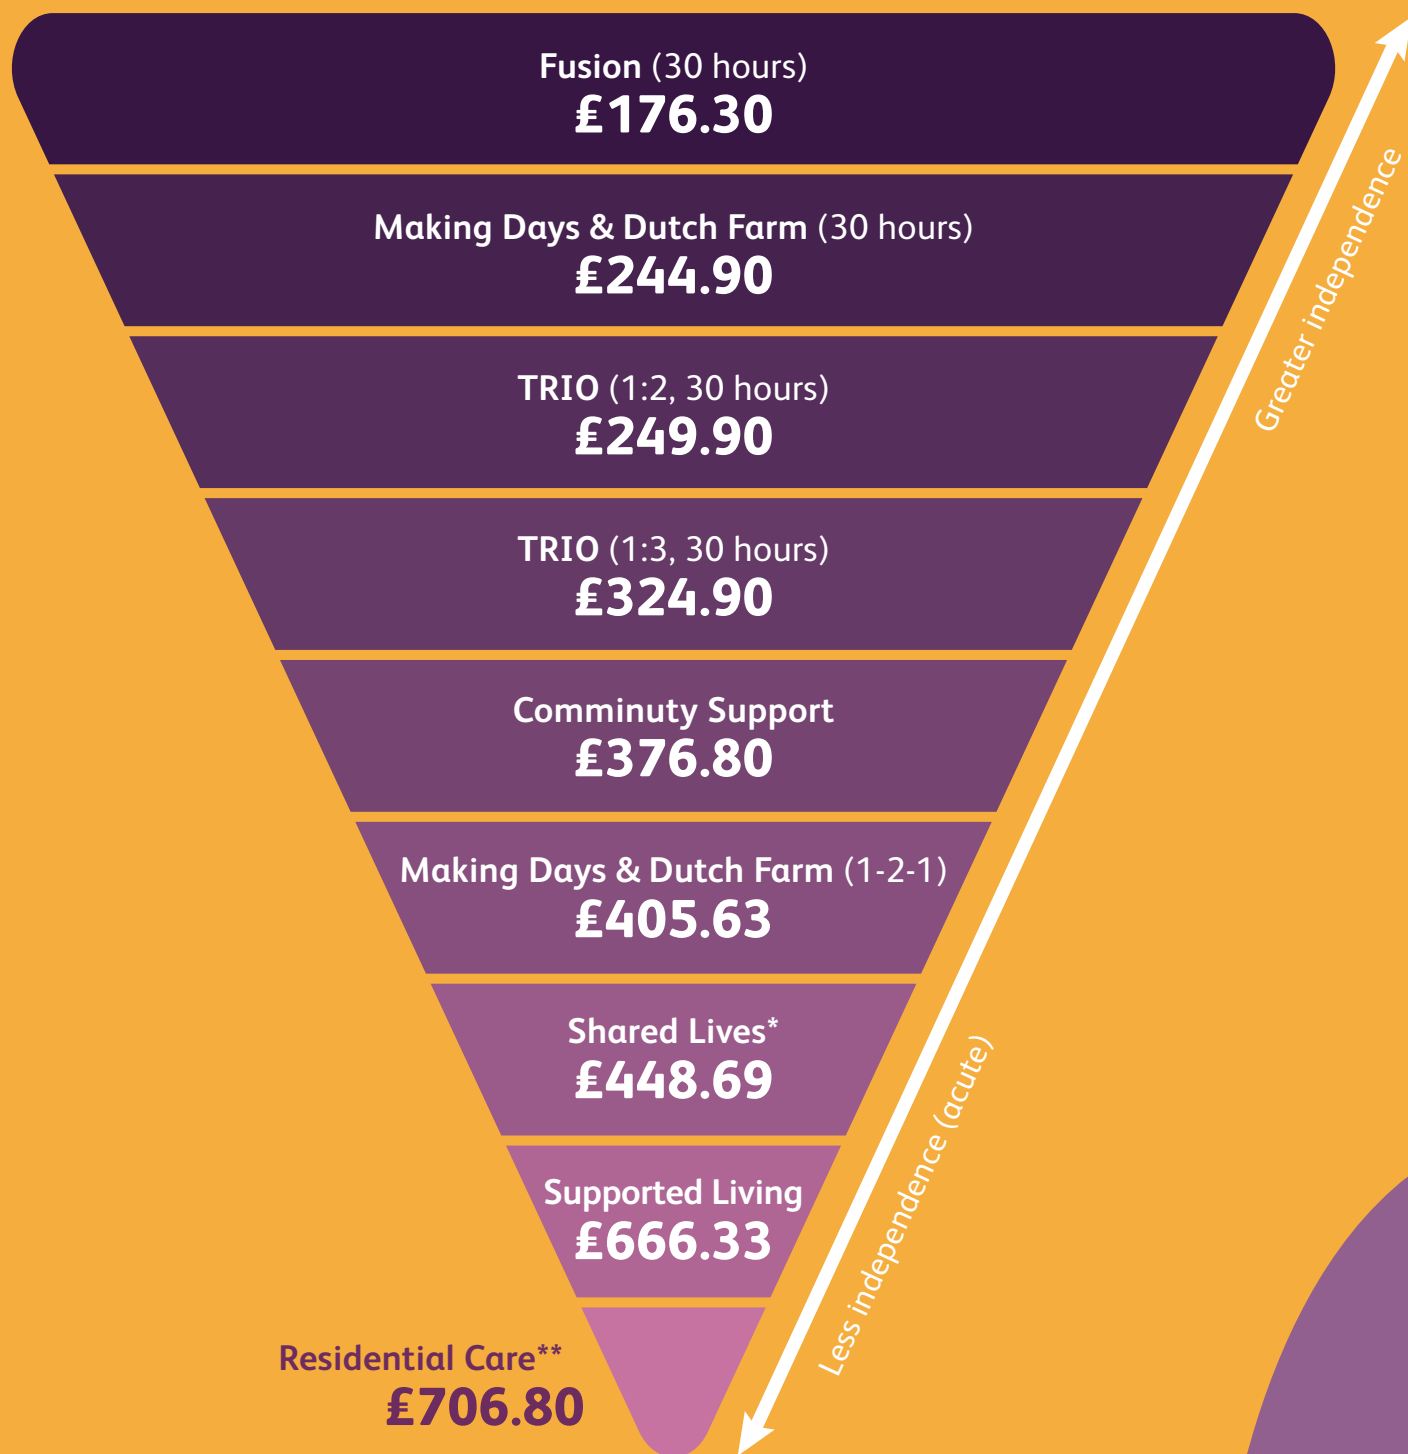 Fusion (30 hours)
£176.30
Making Days & Dutch Farm (30 hours)
£244.90
TRIO (1:2, 30 hours)
£249.90
TRIO (1:3, 30 hours)
£324.90
Comminuty Support
£376.80
Making Days & Dutch Farm (1-2-1)
£405.63
Shared Lives*
£448.69
Supported Living
£666.33
Residential Care**
£706.80
Greater independence
Less independence (acute)